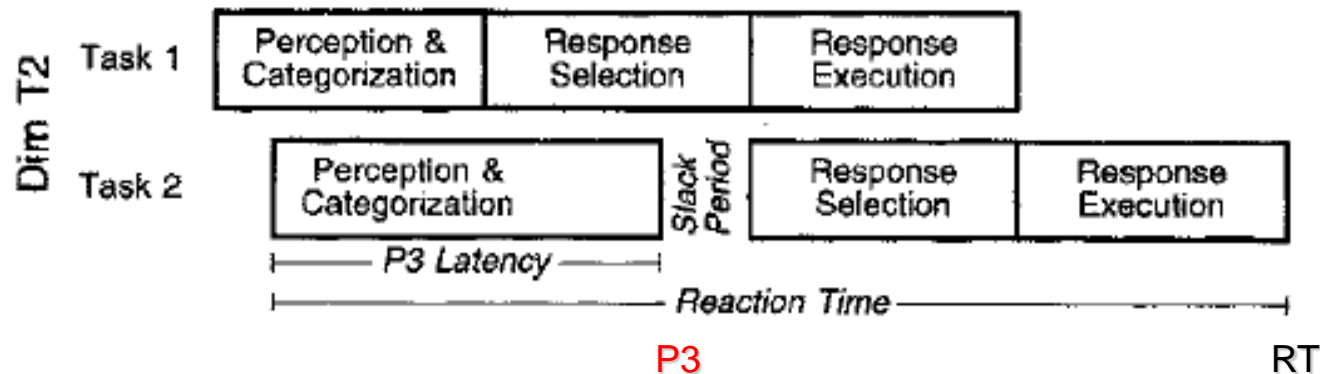 Dim T2
Task 1
Perception &
Categorization
Response
Selection
Response
Execution
Task 2
Perception &
Categorization
Slack
Period
Response
Selection
Response
Execution
P3 Latency
Reaction Time
P3
RT